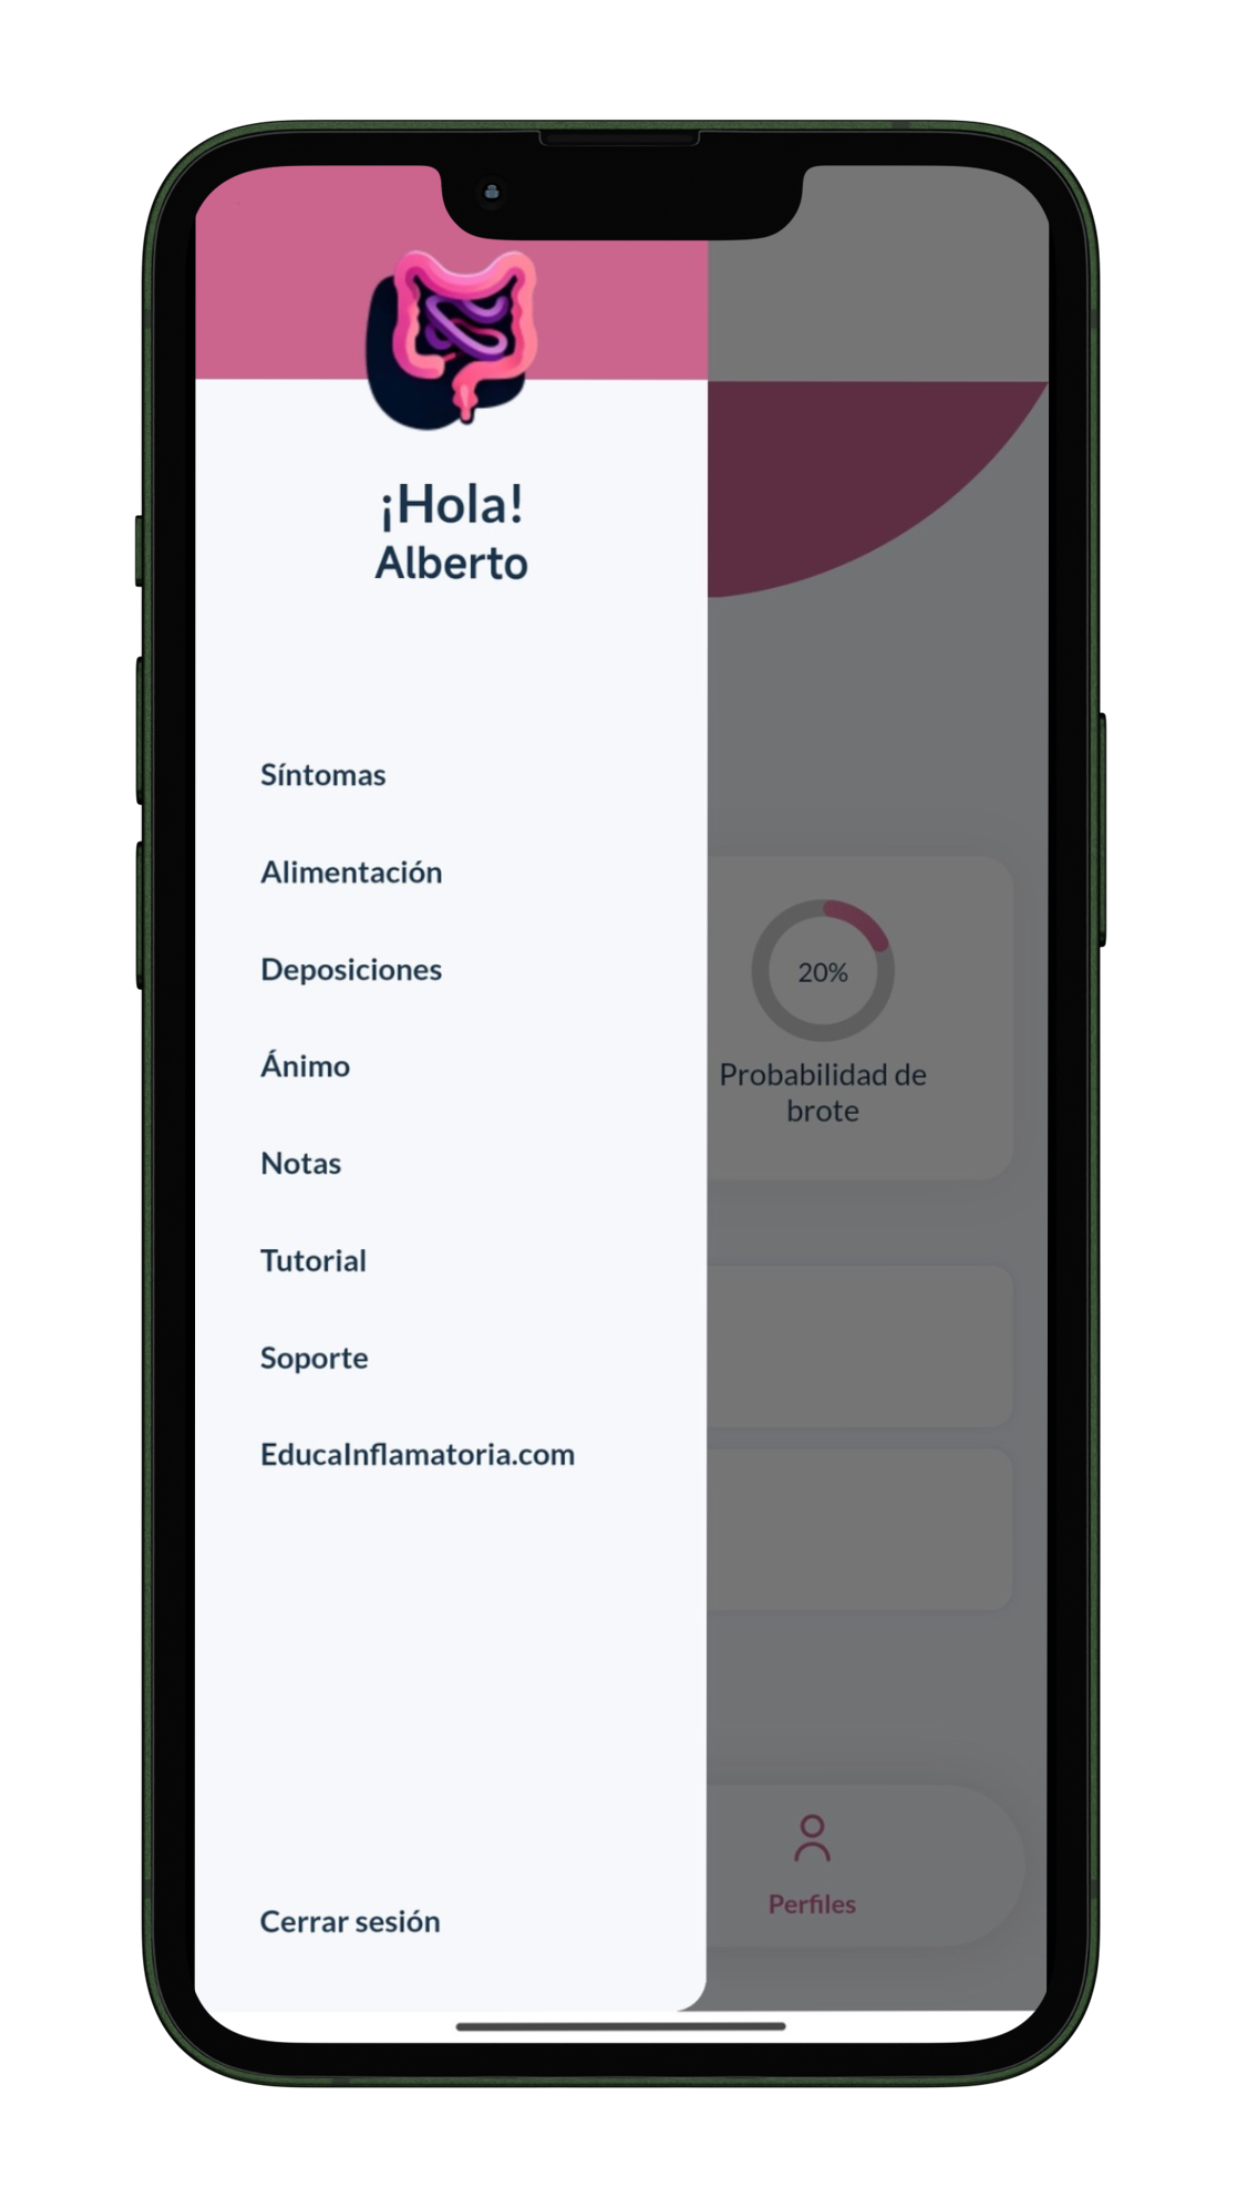 ¡Hola!
Alberto
Síntomas
Alimentación
Deposiciones
Ánimo
Notas
Tutorial
Soporte
EducaInflamatoria.com
Cerrar sesión
20%
Probabilidad de
brote
Perfiles